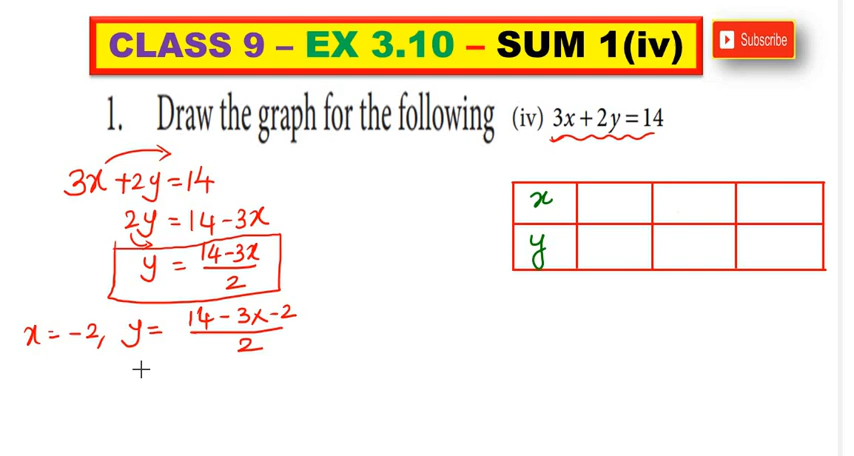 CLASS 9 – EX 3.10 – SUM 1(iv)
Subscribe
1. Draw the graph for the following (iv) 3x+2y=14
3x+2y=14
2y=14-3x
y = 14-3x/2
x=-2, y= 14-3x-2/2
x
y